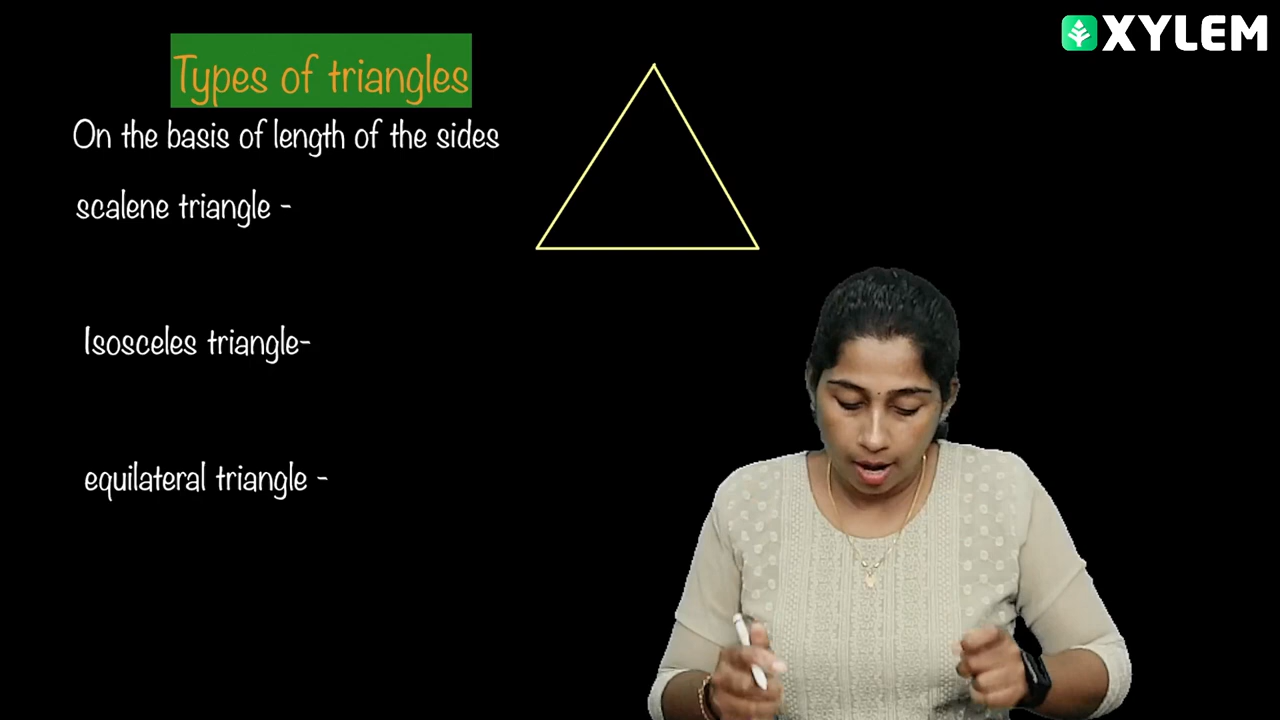 XYLEM
Types of triangles
On the basis of length of the sides
scalene triangle -
Isosceles triangle-
equilateral triangle -